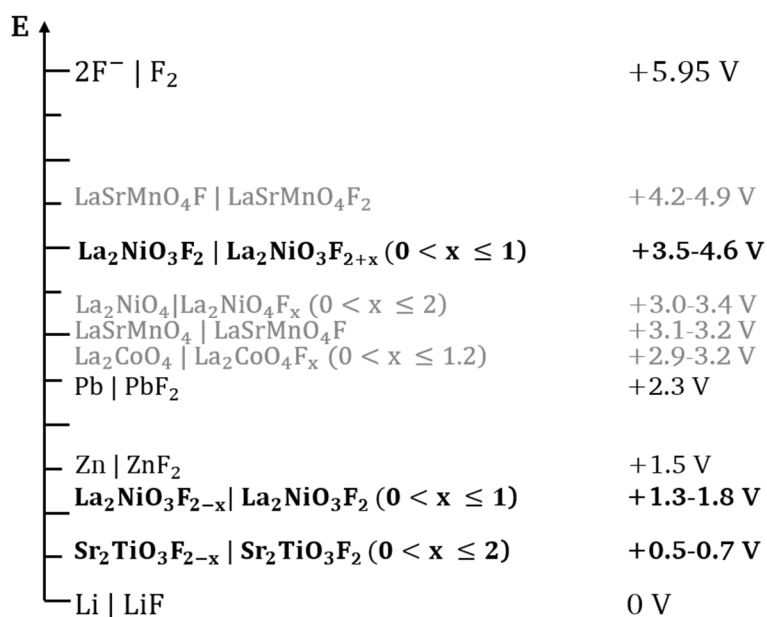 E
2F⁻ | F₂ +5.95 V
LaSrMnO₄F | LaSrMnO₄F₂ +4.2-4.9 V
La₂NiO₃F₂ | La₂NiO₃F₂₊ₓ (0 < x ≤ 1) +3.5-4.6 V
La₂NiO₄|La₂NiO₄Fₓ (0 < x ≤ 2) +3.0-3.4 V
LaSrMnO₄ | LaSrMnO₄F +3.1-3.2 V
La₂CoO₄ | La₂CoO₄Fₓ (0 < x ≤ 1.2) +2.9-3.2 V
Pb | PbF₂ +2.3 V
Zn | ZnF₂ +1.5 V
La₂NiO₃F₂₋ₓ| La₂NiO₃F₂ (0 < x ≤ 1) +1.3-1.8 V
Sr₂TiO₃F₂₋ₓ | Sr₂TiO₃F₂ (0 < x ≤ 2) +0.5-0.7 V
Li | LiF 0 V